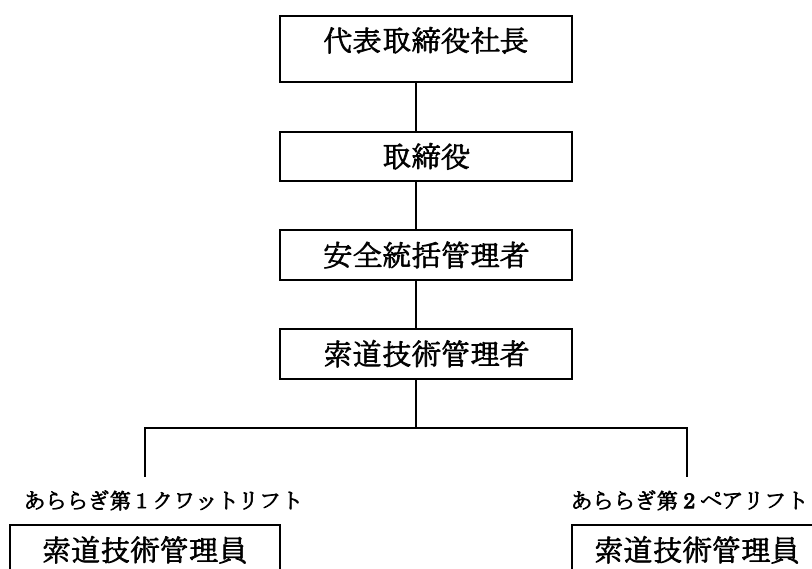 代表取締役社長
取締役
安全統括管理者
索道技術管理者
あららぎ第1クワットリフト
あららぎ第2ペアリフト
索道技術管理員
索道技術管理員